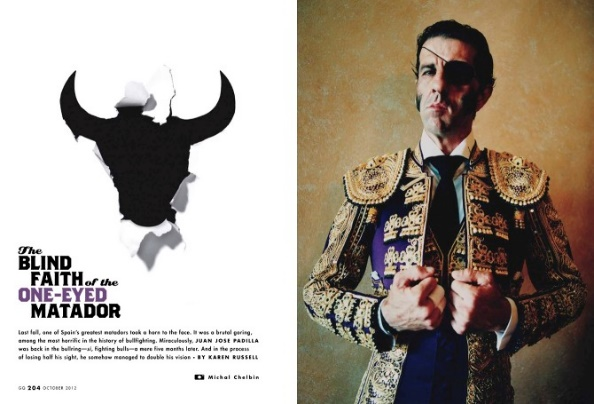 The
BLIND
FAITH of the
ONE-EYED
MATADOR
Last fall, one of Spain's greatest matadors took a horn to the face. It was a brutal goring,
among the most horrific in the history of bullfighting. Miraculously, JUAN JOSE PADILLA
was back in the bullring—si, fighting bulls—a mere five months later. And in the process
of losing half his sight, he somehow managed to double his vision • BY KAREN RUSSELL
Michal Chelbin
GQ 204 OCTOBER 2012